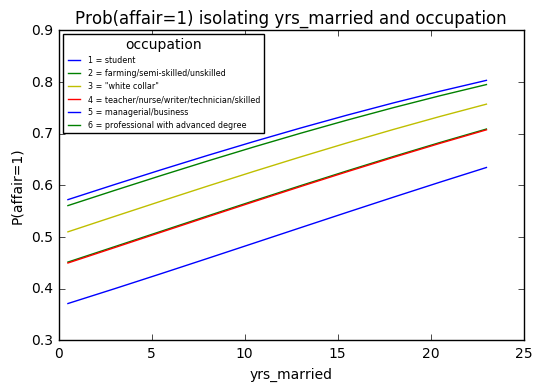 Prob(affair=1) isolating yrs_married and occupation
occupation
1 = student
2 = farming/semi-skilled/unskilled
3 = "white collar"
4 = teacher/nurse/writer/technician/skilled
5 = managerial/business
6 = professional with advanced degree
P(affair=1)
0.9
0.8
0.7
0.6
0.5
0.4
0.3
0 5 10 15 20 25
yrs_married